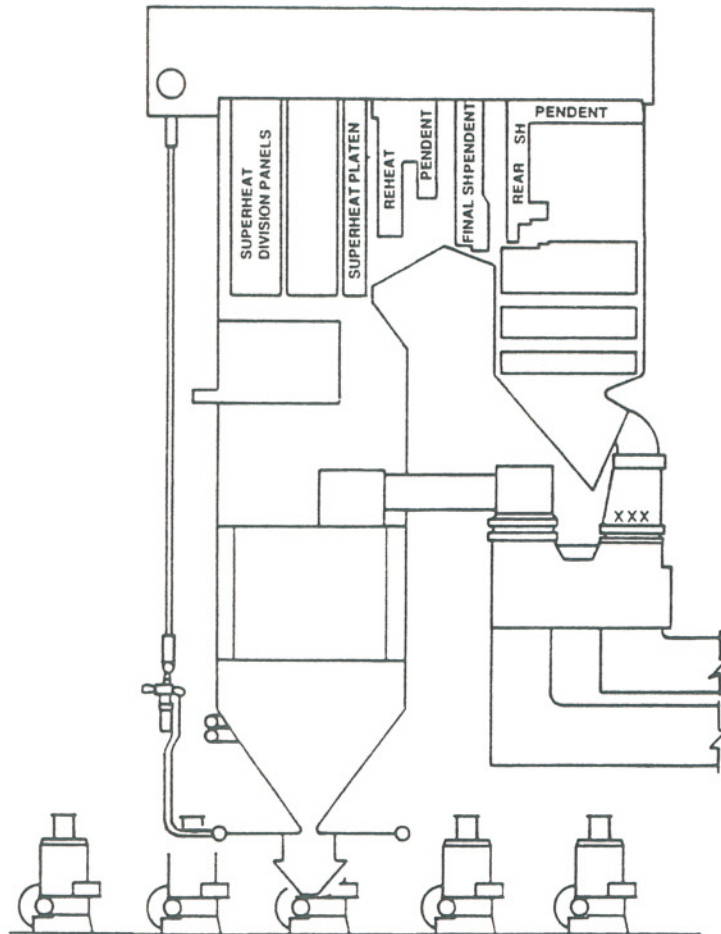 SUPERHEAT
DIVISION PANELS
SUPERHEAT PLATEN
REHEAT
PENDENT
FINAL SHPENDENT
REAR SH
PENDENT
XXX